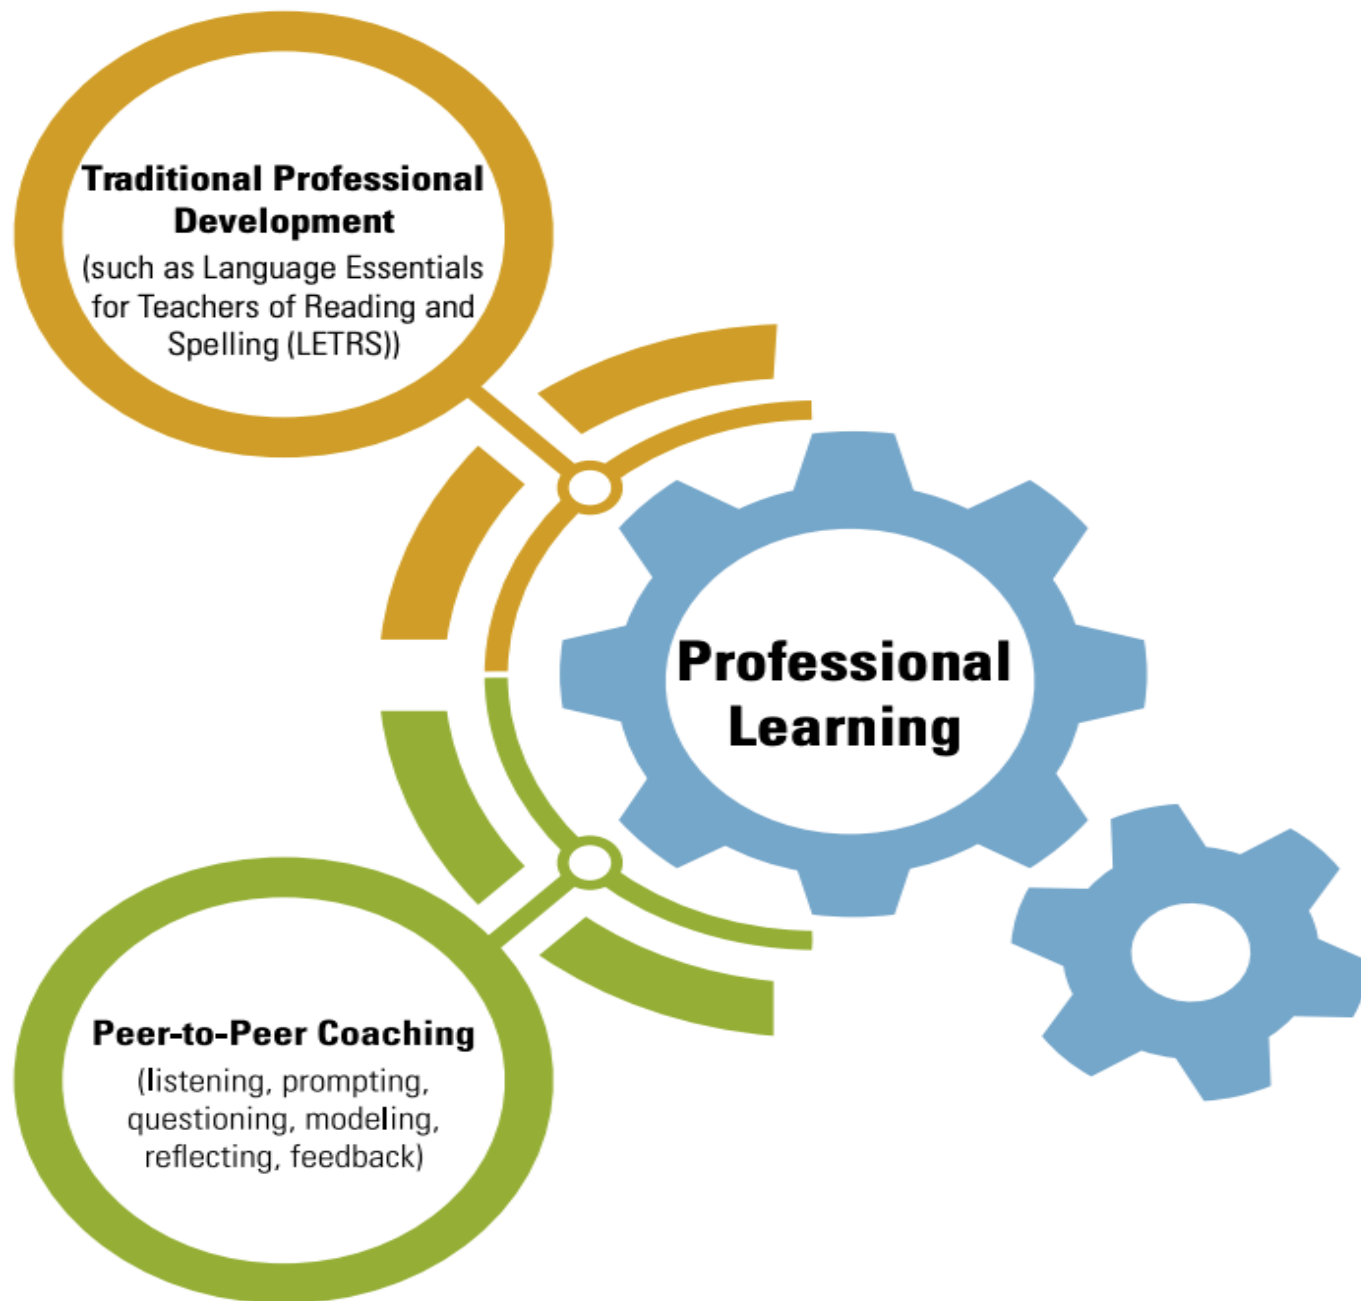 Traditional Professional
Development
(such as Language Essentials
for Teachers of Reading and
Spelling (LETRS))
Professional
Learning
Peer-to-Peer Coaching
(listening, prompting,
questioning, modeling,
reflecting, feedback)